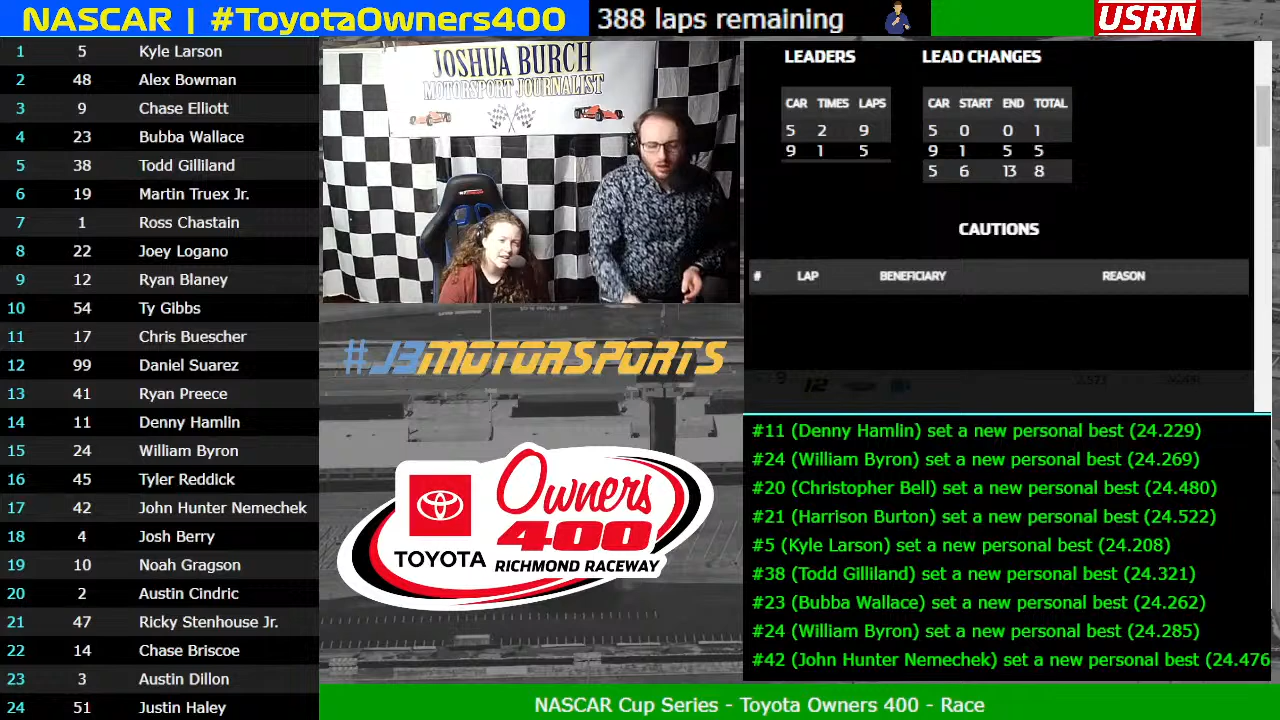 NASCAR | #ToyotaOwners400
388 laps remaining
USRN
1 5 Kyle Larson
2 48 Alex Bowman
3 9 Chase Elliott
4 23 Bubba Wallace
5 38 Todd Gilliland
6 19 Martin Truex Jr.
7 1 Ross Chastain
8 22 Joey Logano
9 12 Ryan Blaney
10 54 Ty Gibbs
11 17 Chris Buescher
12 99 Daniel Suarez
13 41 Ryan Preece
14 11 Denny Hamlin
15 24 William Byron
16 45 Tyler Reddick
17 42 John Hunter Nemechek
18 4 Josh Berry
19 10 Noah Gragson
20 2 Austin Cindric
21 47 Ricky Stenhouse Jr.
22 14 Chase Briscoe
23 3 Austin Dillon
24 51 Justin Haley
JOSHUA BURCH
MOTORSPORT JOURNALIST
#JBMOTORSPORTS
TOYOTA
Owners
400
RICHMOND RACEWAY
LEADERS
CAR TIMES LAPS
5 2 9
9 1 5
LEAD CHANGES
CAR START END TOTAL
5 0 0 1
9 1 5 5
5 6 13 8
CAUTIONS
# LAP BENEFICIARY REASON
9 12
#11 (Denny Hamlin) set a new personal best (24.229)
#24 (William Byron) set a new personal best (24.269)
#20 (Christopher Bell) set a new personal best (24.480)
#21 (Harrison Burton) set a new personal best (24.522)
#5 (Kyle Larson) set a new personal best (24.208)
#38 (Todd Gilliland) set a new personal best (24.321)
#23 (Bubba Wallace) set a new personal best (24.262)
#24 (William Byron) set a new personal best (24.285)
#42 (John Hunter Nemechek) set a new personal best (24.476
NASCAR Cup Series - Toyota Owners 400 - Race